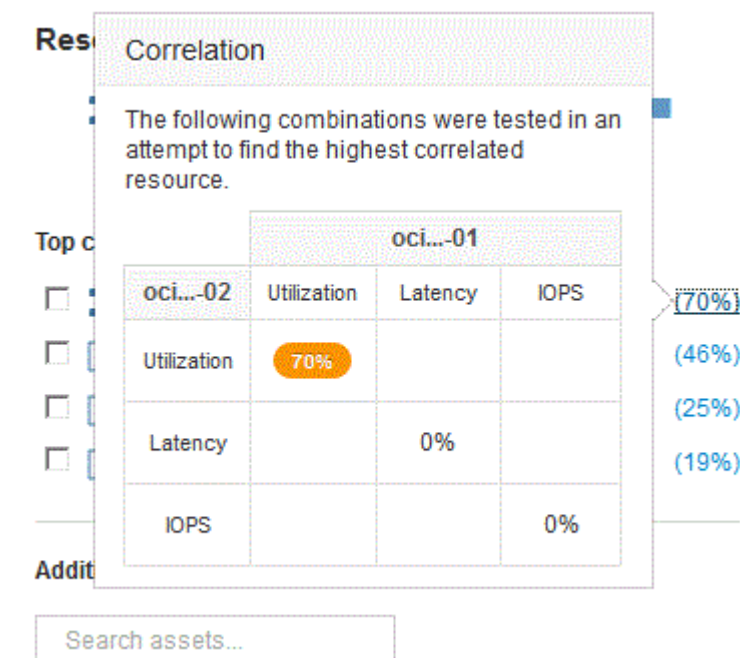 Res
Correlation
The following combinations were tested in an
attempt to find the highest correlated
resource.
Top c
oci...-01
oci...-02 Utilization Latency IOPS
(70%)
Utilization 70%
(46%)
(25%)
Latency 0%
(19%)
IOPS 0%
Addit
Search assets...